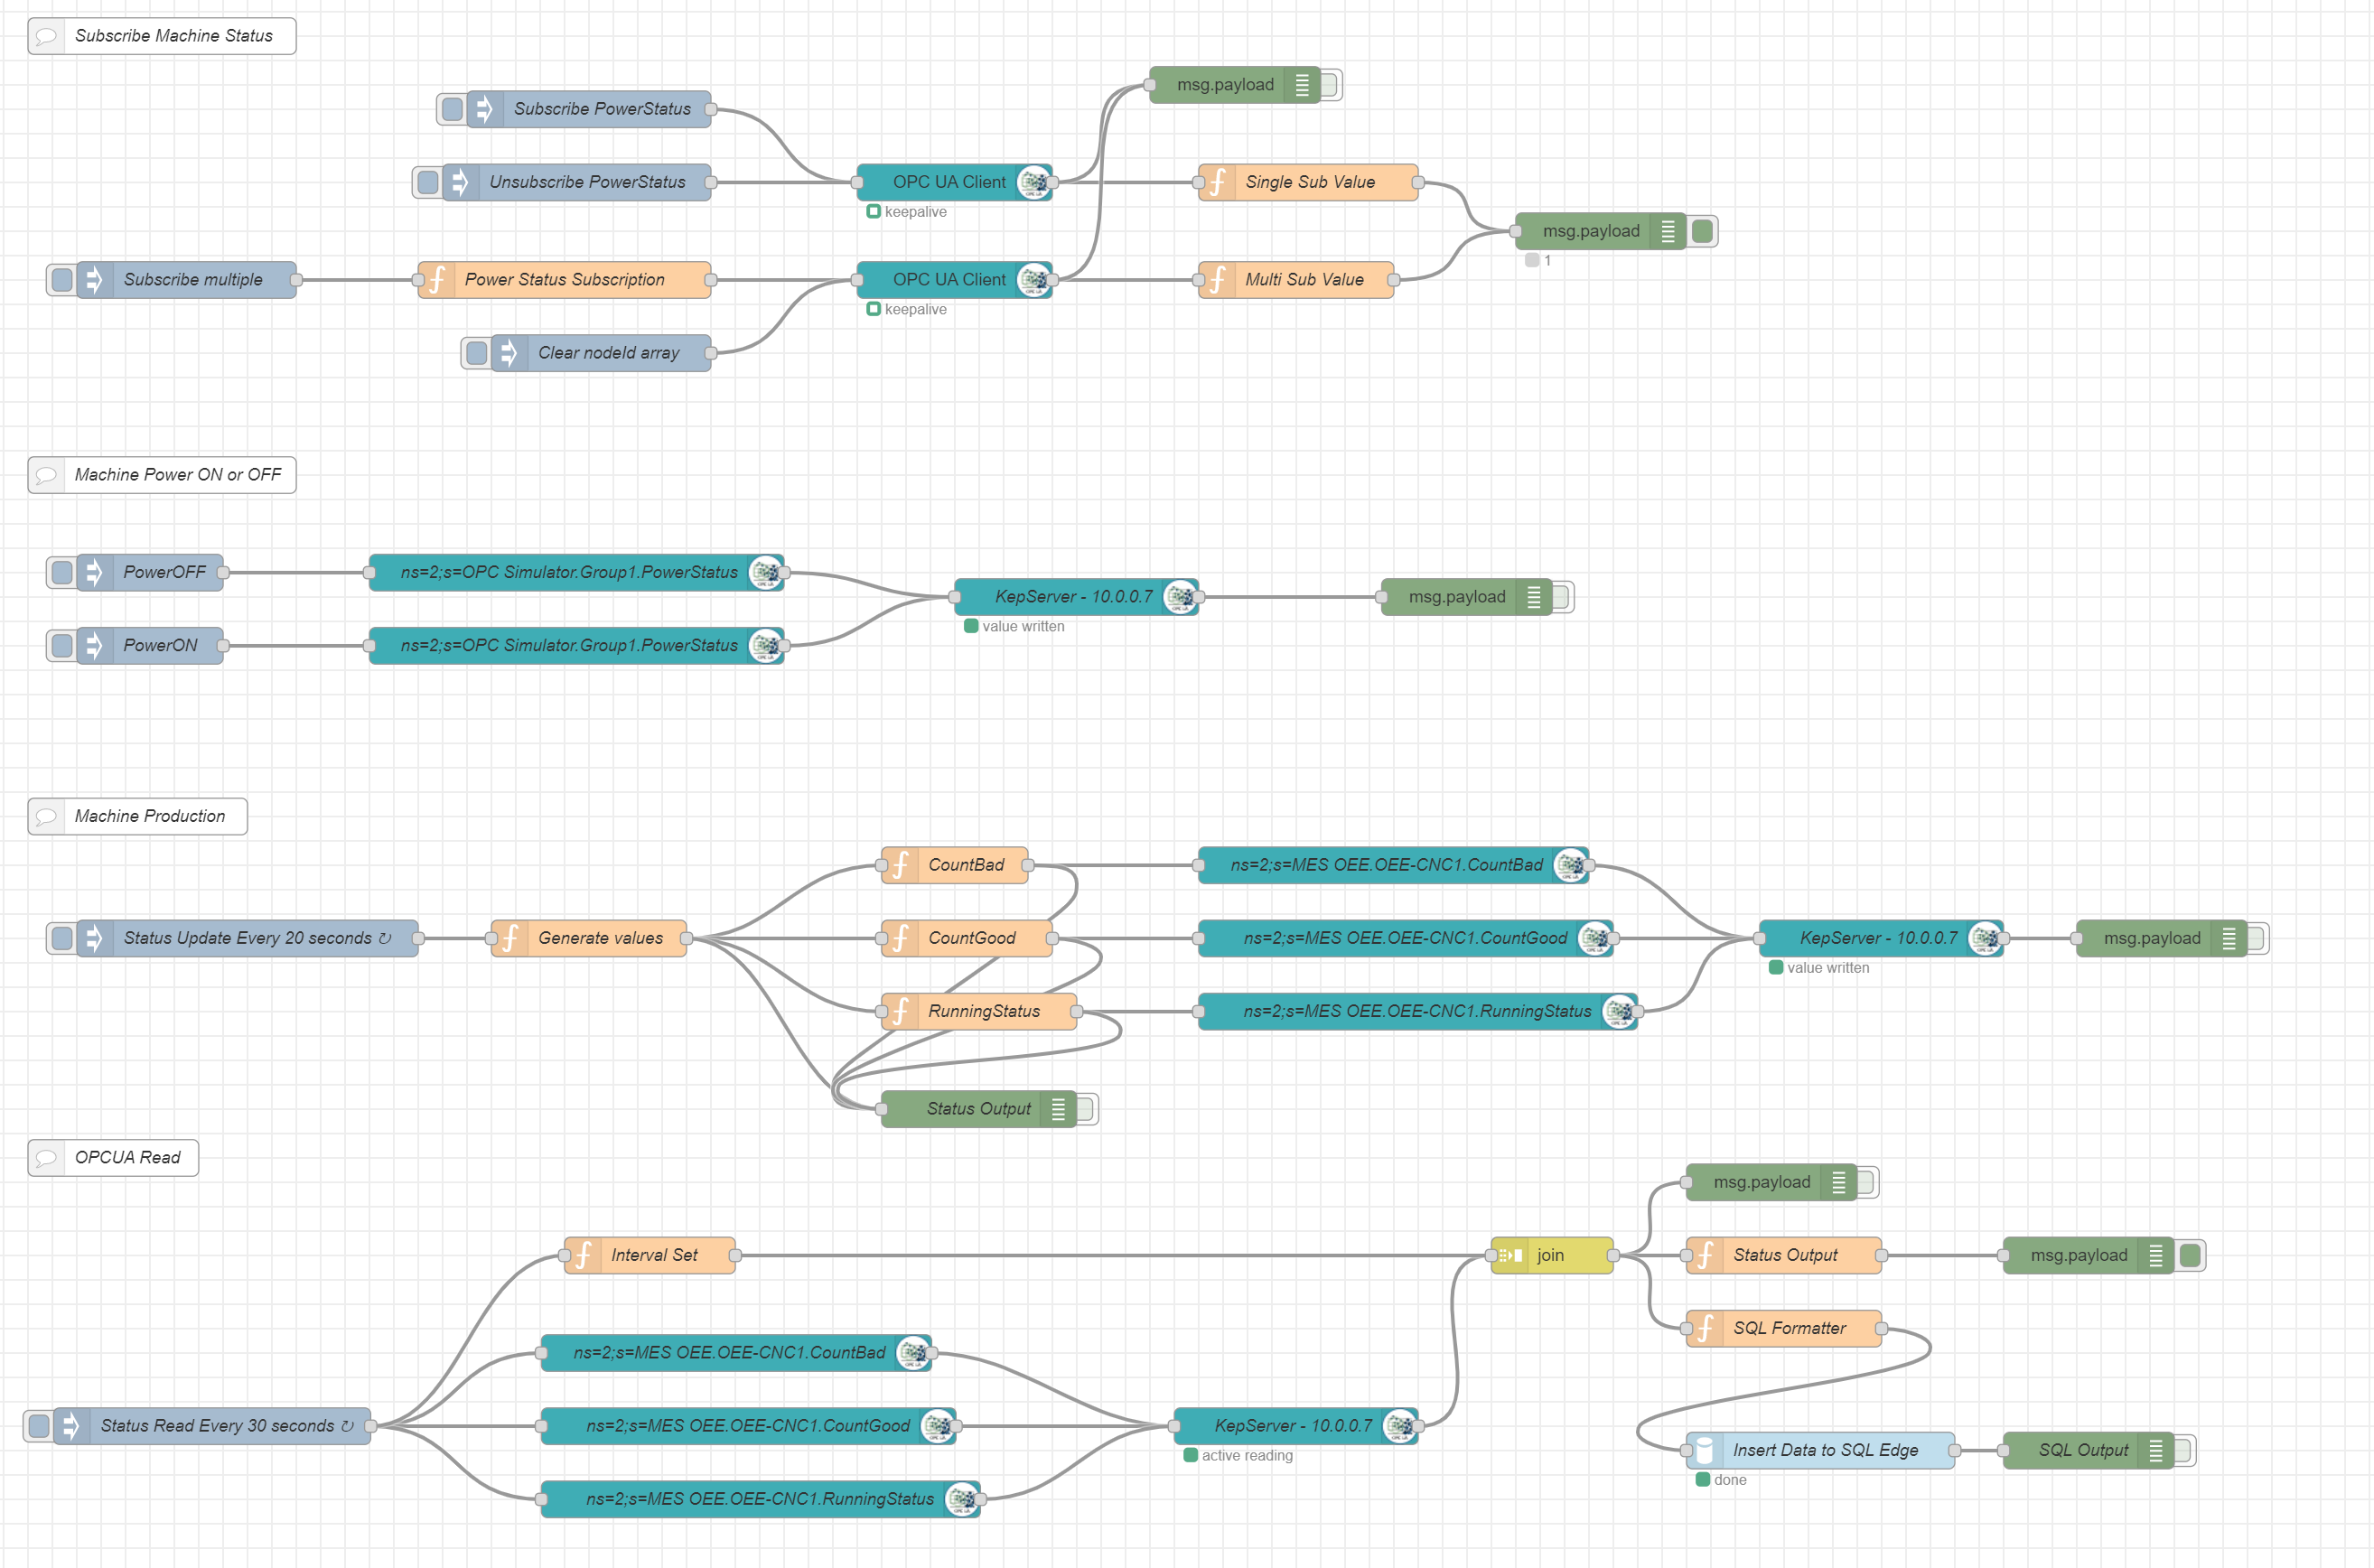 Subscribe Machine Status
msg.payload
Subscribe PowerStatus
Unsubscribe PowerStatus
OPC UA Client
keepalive
Single Sub Value
msg.payload
1
Subscribe multiple
Power Status Subscription
OPC UA Client
keepalive
Multi Sub Value
Clear nodeId array
Machine Power ON or OFF
PowerOFF
ns=2;s=OPC Simulator.Group1.PowerStatus
KepServer - 10.0.0.7
value written
msg.payload
PowerON
ns=2;s=OPC Simulator.Group1.PowerStatus
Machine Production
CountBad
ns=2;s=MES OEE.OEE-CNC1.CountBad
Status Update Every 20 seconds ↻
Generate values
CountGood
ns=2;s=MES OEE.OEE-CNC1.CountGood
KepServer - 10.0.0.7
value written
msg.payload
RunningStatus
ns=2;s=MES OEE.OEE-CNC1.RunningStatus
Status Output
OPCUA Read
msg.payload
Interval Set
join
Status Output
msg.payload
SQL Formatter
ns=2;s=MES OEE.OEE-CNC1.CountBad
Status Read Every 30 seconds ↻
ns=2;s=MES OEE.OEE-CNC1.CountGood
KepServer - 10.0.0.7
active reading
Insert Data to SQL Edge
done
SQL Output
ns=2;s=MES OEE.OEE-CNC1.RunningStatus